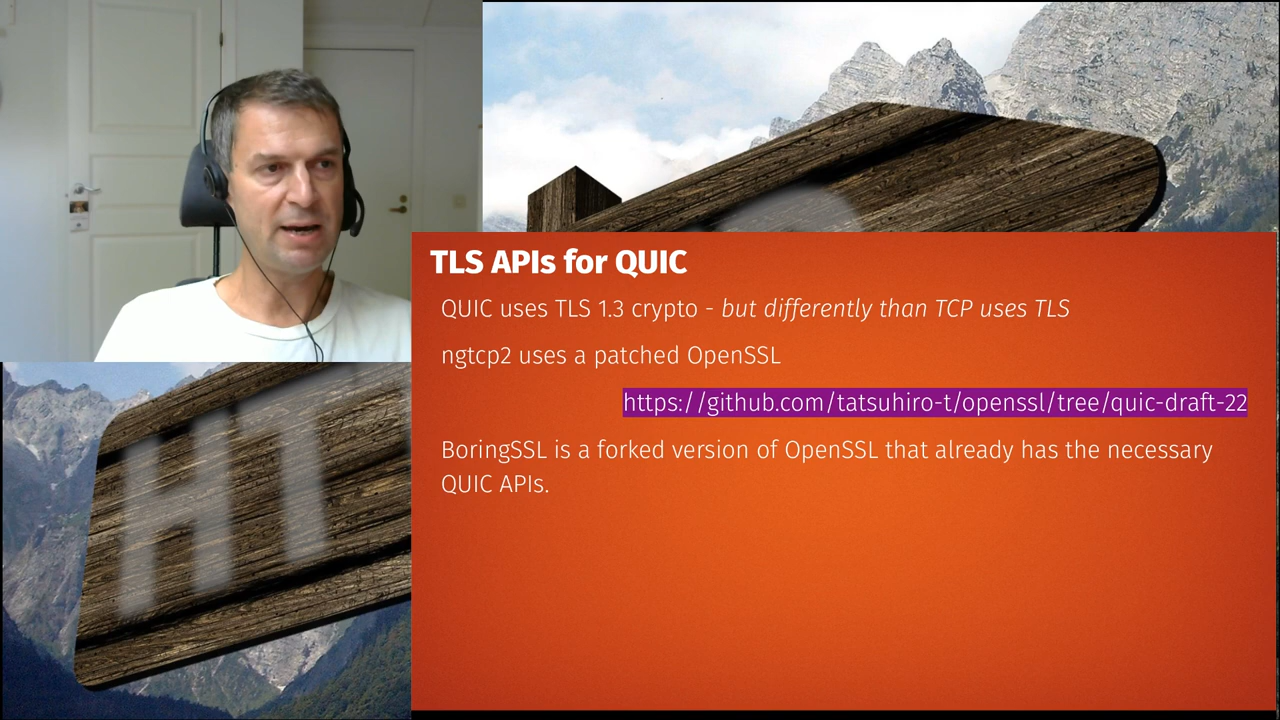 TLS APIs for QUIC
QUIC uses TLS 1.3 crypto - but differently than TCP uses TLS
ngtcp2 uses a patched OpenSSL
https://github.com/tatsuhiro-t/openssl/tree/quic-draft-22
BoringSSL is a forked version of OpenSSL that already has the necessary
QUIC APIs.
HT